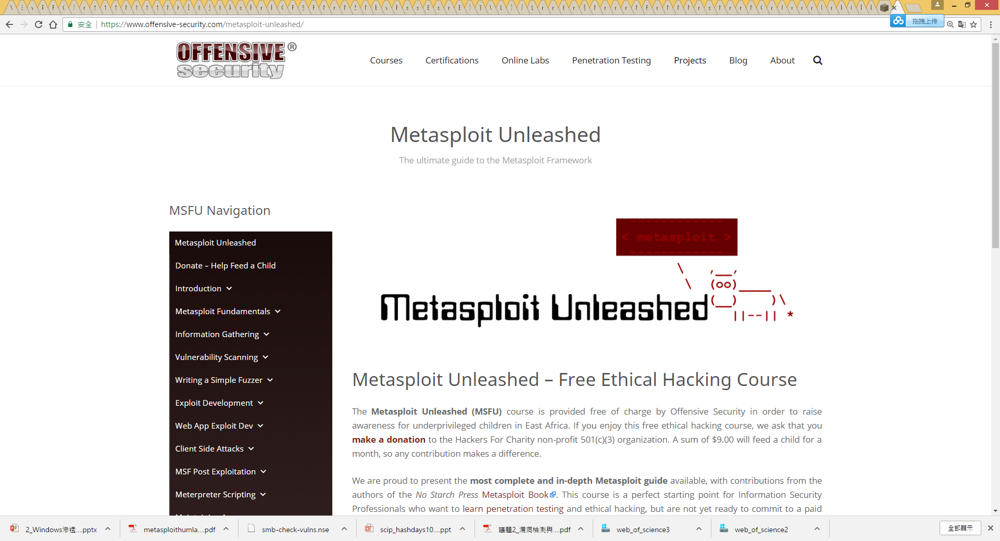 安全
https://www.offensive-security.com/metasploit-unleashed/
拖拽上传
OFFENSIVE ®
security
Courses
Certifications
Online Labs
Penetration Testing
Projects
Blog
About
Metasploit Unleashed
The ultimate guide to the Metasploit Framework
MSFU Navigation
Metasploit Unleashed
Donate – Help Feed a Child
Introduction
Metasploit Fundamentals
Information Gathering
Vulnerability Scanning
Writing a Simple Fuzzer
Exploit Development
Web App Exploit Dev
Client Side Attacks
MSF Post Exploitation
Meterpreter Scripting
< metasploit >
Metasploit Unleashed
Metasploit Unleashed – Free Ethical Hacking Course
The Metasploit Unleashed (MSFU) course is provided free of charge by Offensive Security in order to raise
awareness for underprivileged children in East Africa. If you enjoy this free ethical hacking course, we ask that you
make a donation to the Hackers For Charity non-profit 501(c)(3) organization. A sum of $9.00 will feed a child for a
month, so any contribution makes a difference.
We are proud to present the most complete and in-depth Metasploit guide available, with contributions from the
authors of the No Starch Press Metasploit Book. This course is a perfect starting point for Information Security
Professionals who want to learn penetration testing and ethical hacking, but are not yet ready to commit to a paid
2_Windows滲透....pptx
metasploithumla....pdf
smb-check-vulns.nse
scip_hashdays10....ppt
議題2_漏洞檢測與....pdf
web_of_science3
web_of_science2
全部顯示